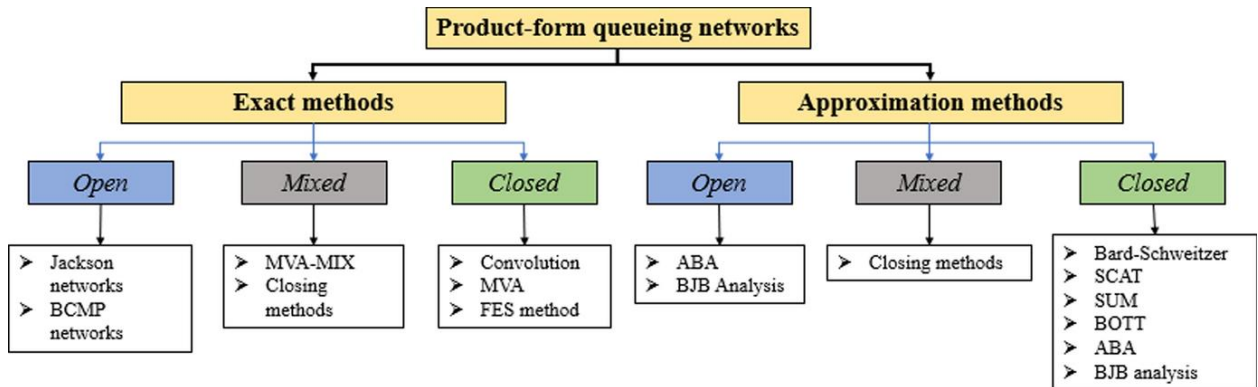 Product-form queueing networks
Exact methods
Approximation methods
Open
Mixed
Closed
Open
Mixed
Closed
➤ Jackson
networks
➤ BCMP
networks
➤ MVA-MIX
➤ Closing
methods
➤ Convolution
➤ MVA
➤ FES method
➤ ABA
➤ BJB Analysis
➤ Closing methods
➤ Bard-Schweitzer
➤ SCAT
➤ SUM
➤ BOTT
➤ ABA
➤ BJB analysis